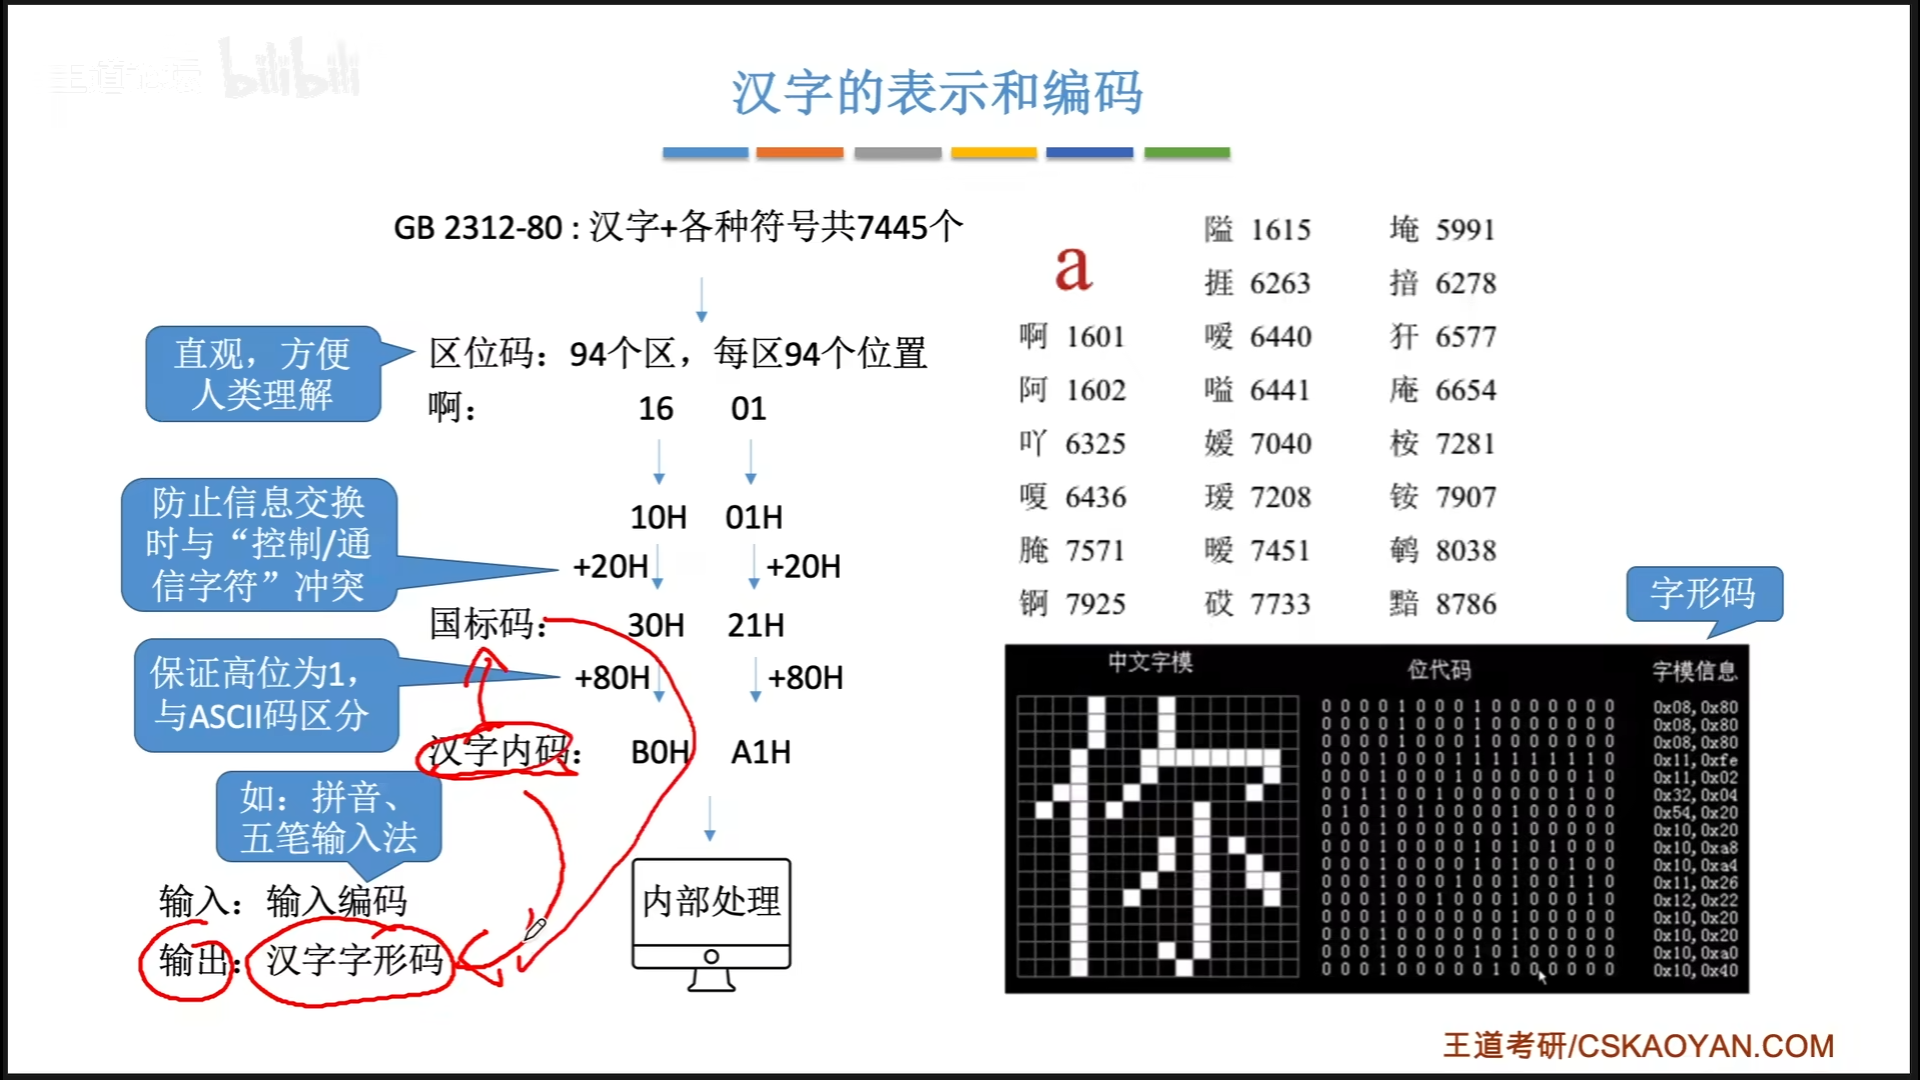 bilibili
汉字的表示和编码
GB 2312-80 : 汉字+各种符号共7445个
直观，方便
人类理解
区位码：94个区，每区94个位置
啊： 16 01
防止信息交换
时与“控制/通
信字符”冲突
10H 01H
+20H +20H
国标码： 30H 21H
保证高位为1，
与ASCII码区分
+80H +80H
汉字内码： B0H A1H
如：拼音、
五笔输入法
输入：输入编码
输出：汉字字形码
内部处理
a
啊 1601
阿 1602
吖 6325
嗄 6436
腌 7571
锕 7925
隘 1615
捱 6263
嗳 6440
嗌 6441
嫒 7040
瑷 7208
暧 7451
砹 7733
埯 5991
揞 6278
犴 6577
庵 6654
桉 7281
铵 7907
鹌 8038
黯 8786
字形码
中文字模 位代码 字模信息
0 0 0 0 1 0 0 0 1 0 0 0 0 0 0 0 0x08,0x80
0 0 0 0 1 0 0 0 1 0 0 0 0 0 0 0 0x08,0x80
0 0 0 0 1 0 0 0 1 0 0 0 0 0 0 0 0x08,0x80
0 0 0 1 0 0 0 1 1 1 1 1 1 1 1 0 0x11,0xfe
0 0 0 1 0 0 0 1 0 0 0 0 0 0 1 0 0x11,0x02
0 0 1 1 0 0 1 0 0 0 0 0 0 1 0 0 0x32,0x04
0 1 0 1 0 1 0 0 0 0 1 0 0 0 0 0 0x54,0x20
0 0 0 1 0 0 0 0 0 0 1 0 0 0 0 0 0x10,0x20
0 0 0 1 0 0 0 0 1 0 1 0 1 0 0 0 0x10,0xa8
0 0 0 1 0 0 0 0 1 0 1 0 0 1 0 0 0x10,0xa4
0 0 0 1 0 0 0 1 0 0 1 0 0 1 1 0 0x11,0x26
0 0 0 1 0 0 1 0 0 0 1 0 0 0 1 0 0x12,0x22
0 0 0 1 0 0 0 0 0 0 1 0 0 0 0 0 0x10,0x20
0 0 0 1 0 0 0 0 0 0 1 0 0 0 0 0 0x10,0x20
0 0 0 1 0 0 0 0 1 0 1 0 0 0 0 0 0x10,0xa0
0 0 0 1 0 0 0 0 0 1 0 0 0 0 0 0 0x10,0x40
王道考研/CSKAOYAN.COM